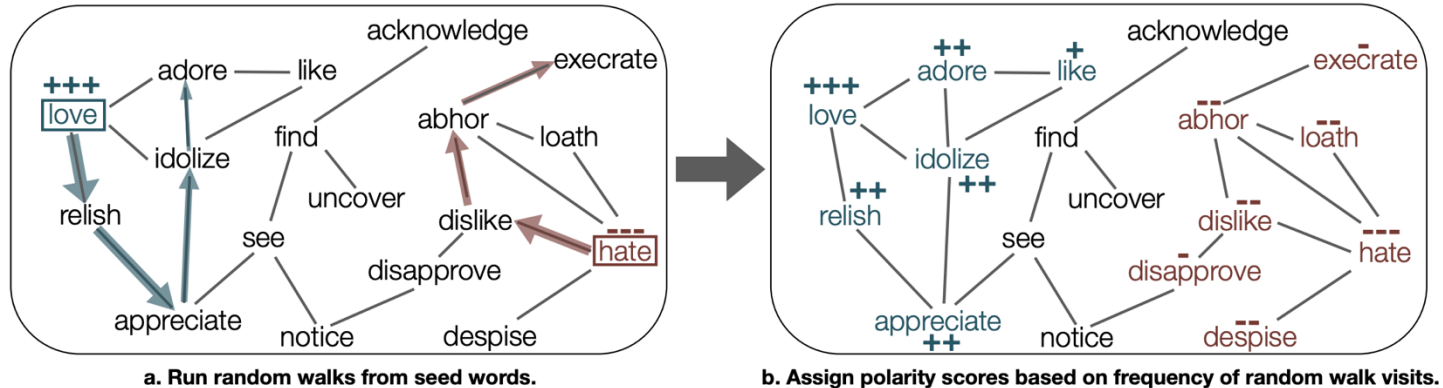 acknowledge
execrate
adore
like
+++
love
abhor
find
loath
idolize
uncover
relish
dislike
see
---
hate
disapprove
appreciate
notice
despise
a. Run random walks from seed words.
acknowledge
++
+
-
execrate
adore
like
+++
love
--
abhor
--
loath
find
idolize
++
uncover
++
relish
--
dislike
see
---
hate
-
disapprove
appreciate
++
notice
--
despise
b. Assign polarity scores based on frequency of random walk visits.